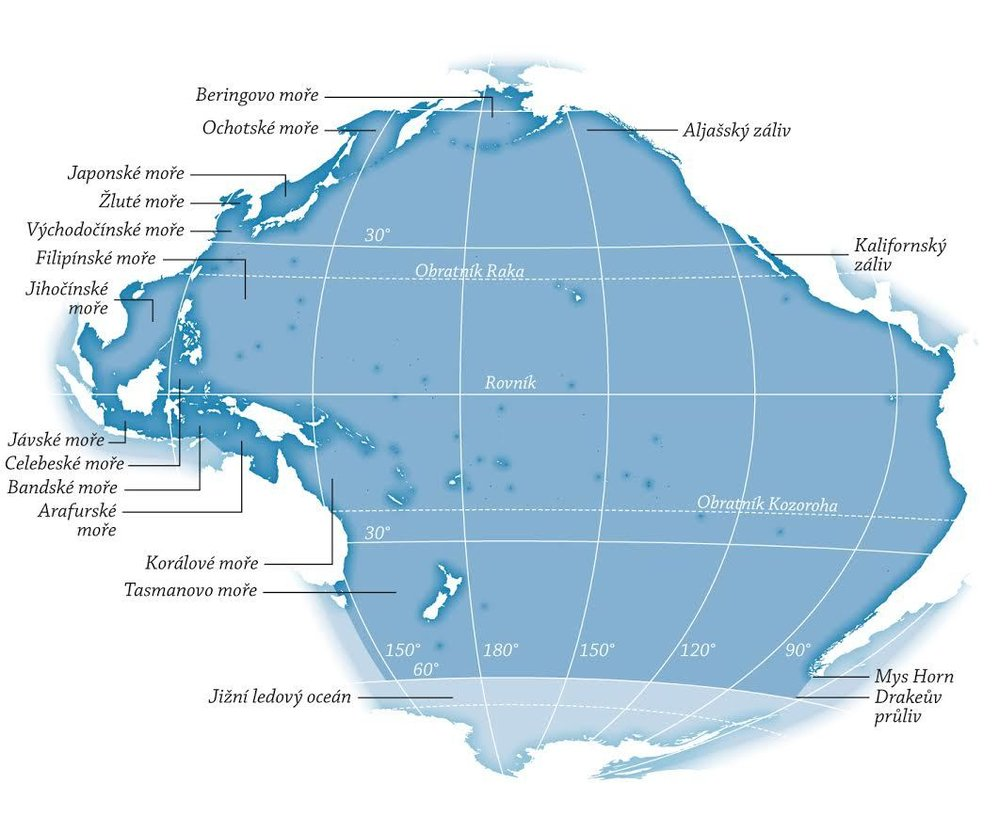 Beringovo moře
Ochotské moře
Aljašský záliv
Japonské moře
Žluté moře
Východočínské moře
30°
Kalifornský
záliv
Filipínské moře
Obratník Raka
Jihočínské
moře
Rovník
Jávské moře
Celebeské moře
Bandské moře
Arafurské
moře
Obratník Kozoroha
30°
Korálové moře
Tasmanovo moře
150°
180°
150°
120°
90°
60°
Jižní ledový oceán
Mys Horn
Drakeův
průliv